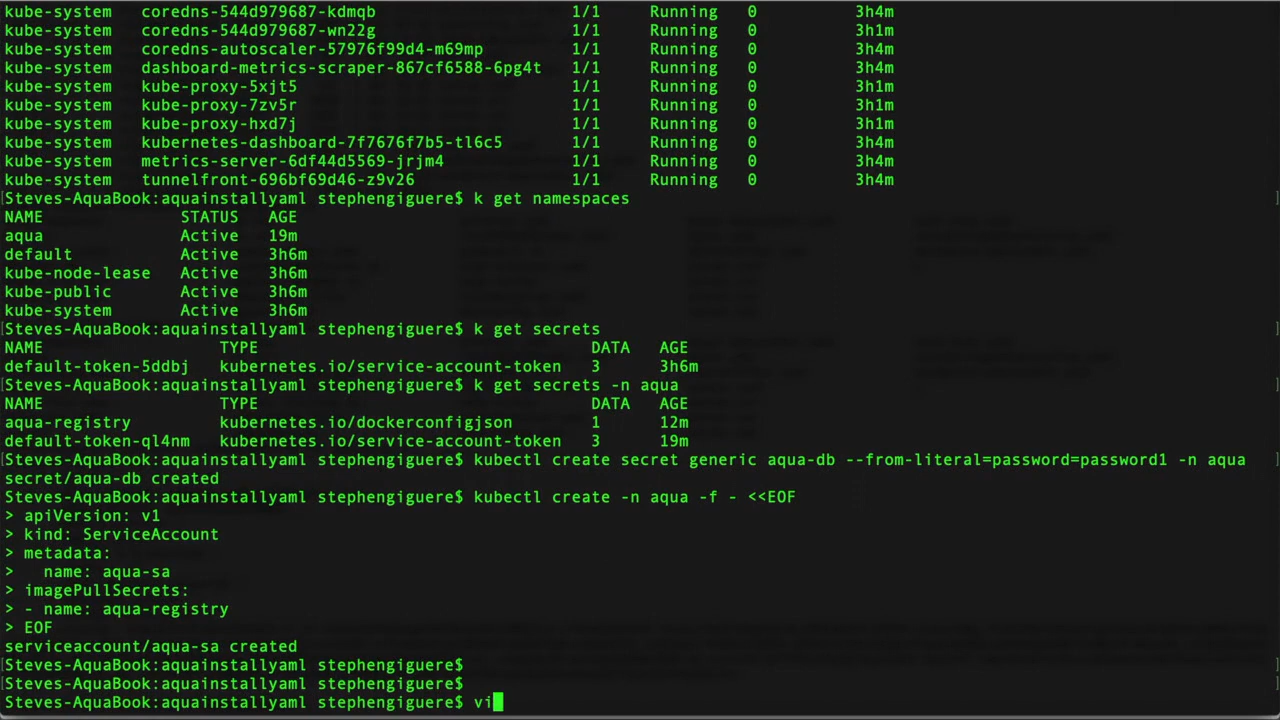 kube-system   coredns-544d979687-kdmqb                    1/1     Running   0          3h4m
kube-system   coredns-544d979687-wn22g                    1/1     Running   0          3h1m
kube-system   coredns-autoscaler-57976f99d4-m69mp         1/1     Running   0          3h4m
kube-system   dashboard-metrics-scraper-867cf6588-6pg4t   1/1     Running   0          3h4m
kube-system   kube-proxy-5xjt5                            1/1     Running   0          3h1m
kube-system   kube-proxy-7zv5r                            1/1     Running   0          3h1m
kube-system   kube-proxy-hxd7j                            1/1     Running   0          3h1m
kube-system   kubernetes-dashboard-7f7676f7b5-tl6c5       1/1     Running   0          3h4m
kube-system   metrics-server-6df44d5569-jrjm4             1/1     Running   0          3h4m
kube-system   tunnelfront-696bf69d46-z9v26                1/1     Running   0          3h4m
[Steves-AquaBook:aquainstallyaml stephengiguere$ k get namespaces ]
NAME              STATUS   AGE
aqua              Active   19m
default           Active   3h6m
kube-node-lease   Active   3h6m
kube-public       Active   3h6m
kube-system       Active   3h6m
[Steves-AquaBook:aquainstallyaml stephengiguere$ k get secrets ]
NAME                  TYPE                                  DATA   AGE
default-token-5ddbj   kubernetes.io/service-account-token   3      3h6m
[Steves-AquaBook:aquainstallyaml stephengiguere$ k get secrets -n aqua ]
NAME                  TYPE                                  DATA   AGE
aqua-registry         kubernetes.io/dockerconfigjson        1      12m
default-token-ql4nm   kubernetes.io/service-account-token   3      19m
[Steves-AquaBook:aquainstallyaml stephengiguere$ kubectl create secret generic aqua-db --from-literal=password=password1 -n aqua ]
secret/aqua-db created
Steves-AquaBook:aquainstallyaml stephengiguere$ kubectl create -n aqua -f - <<EOF
> apiVersion: v1
> kind: ServiceAccount
> metadata:
>   name: aqua-sa
> imagePullSecrets:
> - name: aqua-registry
> EOF
serviceaccount/aqua-sa created
[Steves-AquaBook:aquainstallyaml stephengiguere$ ]
[Steves-AquaBook:aquainstallyaml stephengiguere$ ]
Steves-AquaBook:aquainstallyaml stephengiguere$ vi